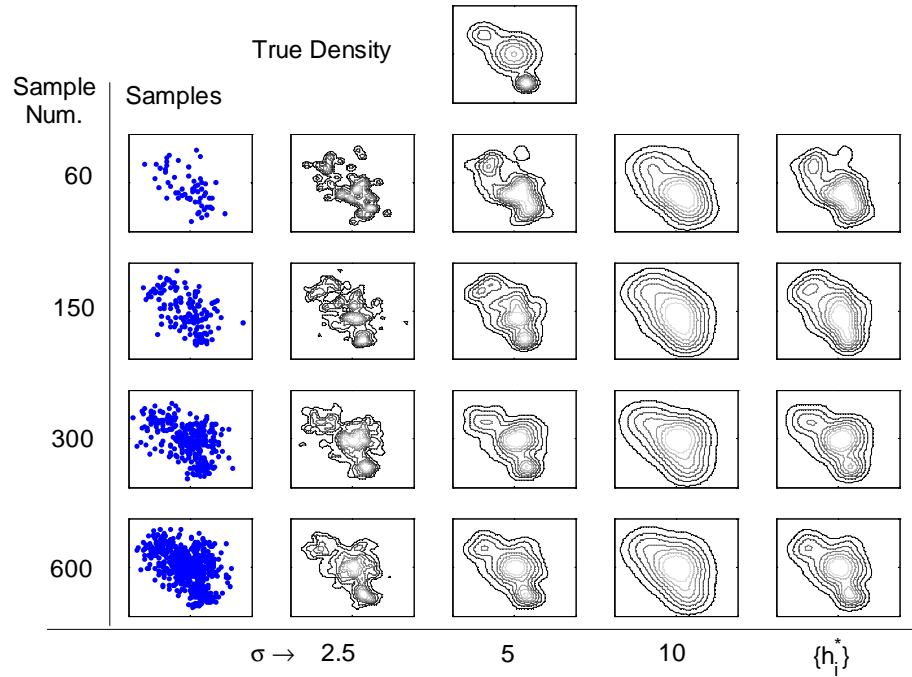 True Density
Sample
Num.
Samples
60
150
300
600
σ → 2.5 5 10 {h*i}